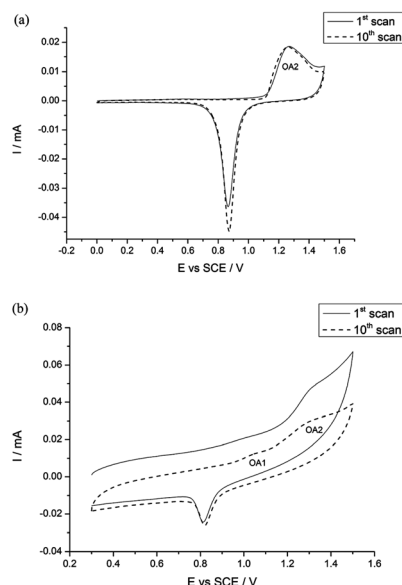 (a)
1st scan
10th scan
0.02
0.01
0.00
-0.01
-0.02
-0.03
-0.04
I / mA
OA2
-0.2 0.0 0.2 0.4 0.6 0.8 1.0 1.2 1.4 1.6
E vs SCE / V
(b)
1st scan
10th scan
0.08
0.06
0.04
0.02
0.00
-0.02
-0.04
I / mA
OA1
OA2
0.2 0.4 0.6 0.8 1.0 1.2 1.4 1.6
E vs SCE / V